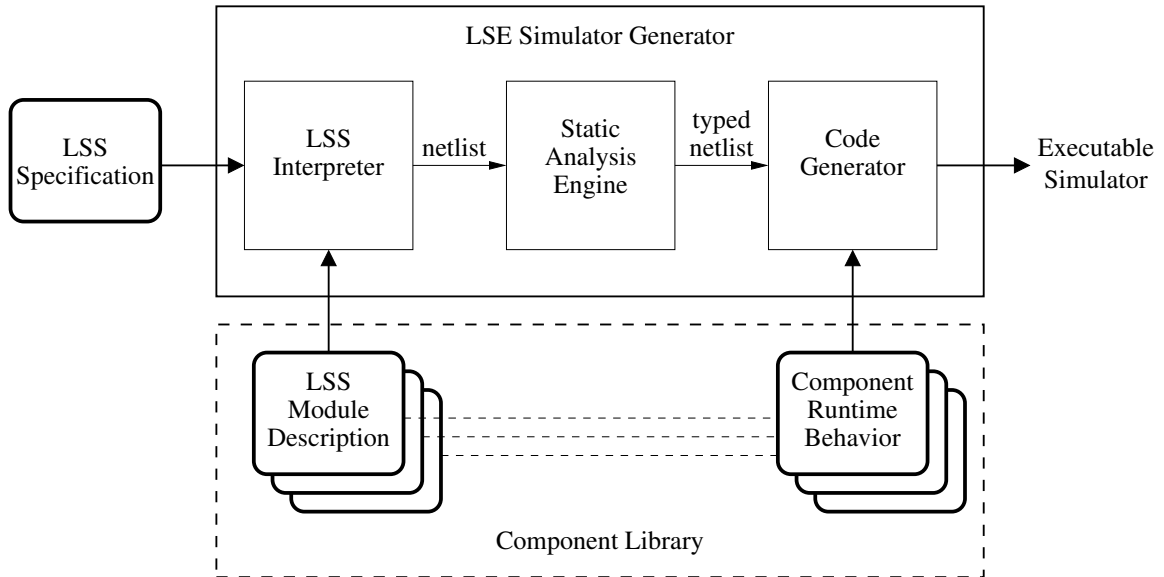 LSE Simulator Generator
LSS
Specification
LSS
Interpreter
netlist
Static
Analysis
Engine
typed
netlist
Code
Generator
Executable
Simulator
LSS
Module
Description
Component
Runtime
Behavior
Component Library